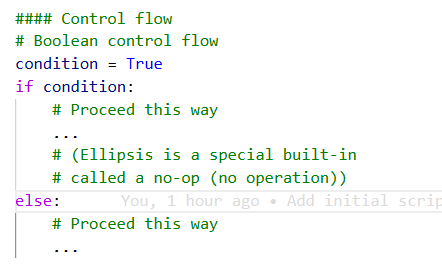 #### Control flow
# Boolean control flow
condition = True
if condition:
    # Proceed this way
    ...
    # (Ellipsis is a special built-in
    # called a no-op (no operation))
else:          You, 1 hour ago • Add initial scrip
    # Proceed this way
    ...